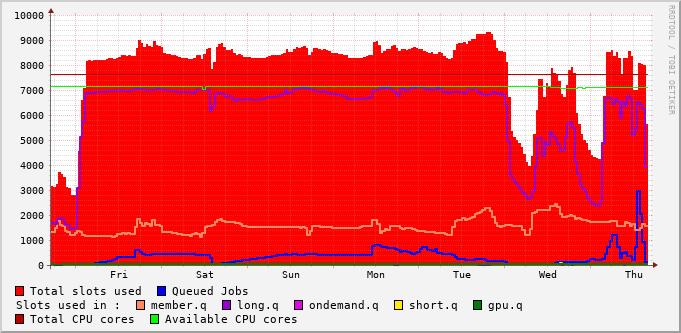 10000
9000
8000
7000
6000
5000
4000
3000
2000
1000
0
Fri Sat Sun Mon Tue Wed Thu
Total slots used Queued Jobs
Slots used in : member.q long.q ondemand.q short.q gpu.q
Total CPU cores Available CPU cores
RRDTOOL / TOBI OETIKER